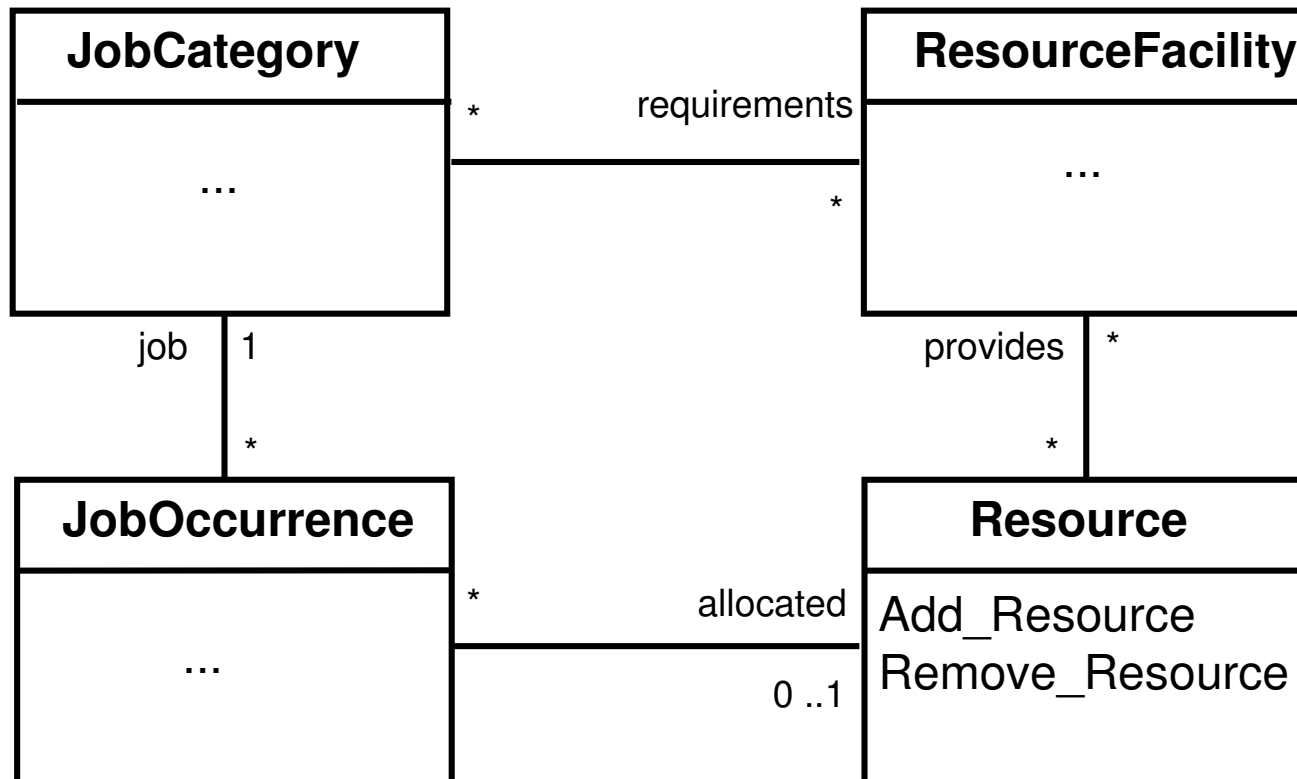 JobCategory
...
* requirements
*
ResourceFacility
...
job 1
*
provides *
*
JobOccurrence
...
* allocated
0 ..1
Resource
Add_Resource
Remove_Resource